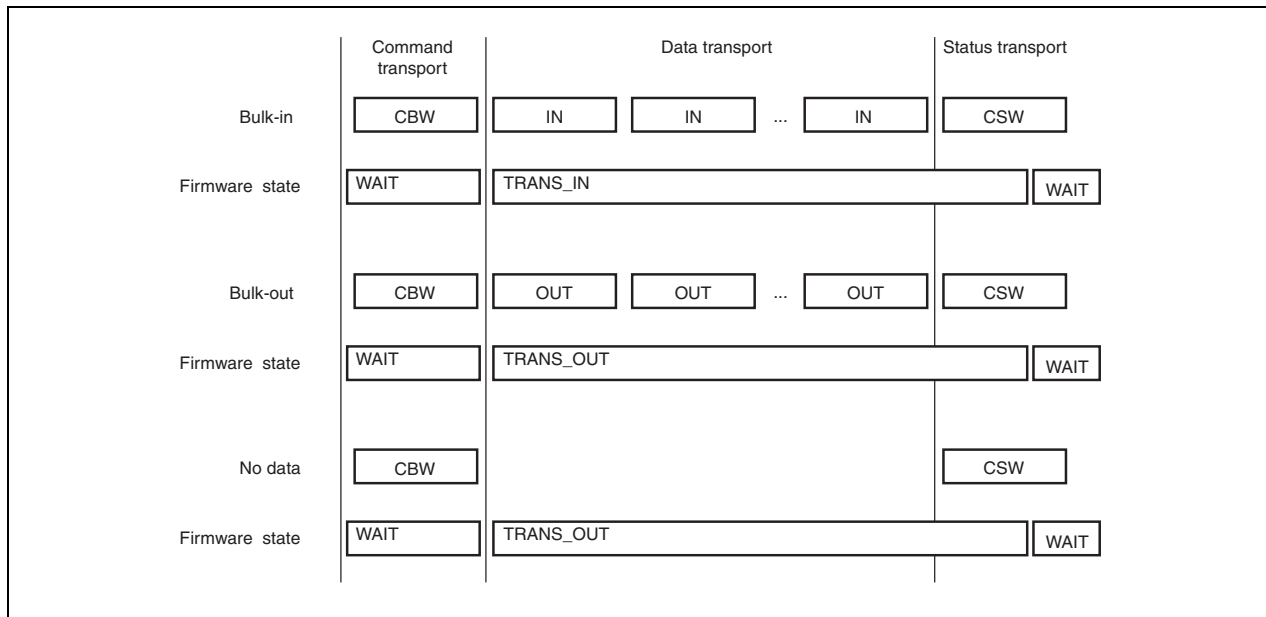 Command transport Data transport Status transport
Bulk-in CBW IN IN ... IN CSW
Firmware state WAIT TRANS_IN WAIT
Bulk-out CBW OUT OUT ... OUT CSW
Firmware state WAIT TRANS_OUT WAIT
No data CBW CSW
Firmware state WAIT TRANS_OUT WAIT